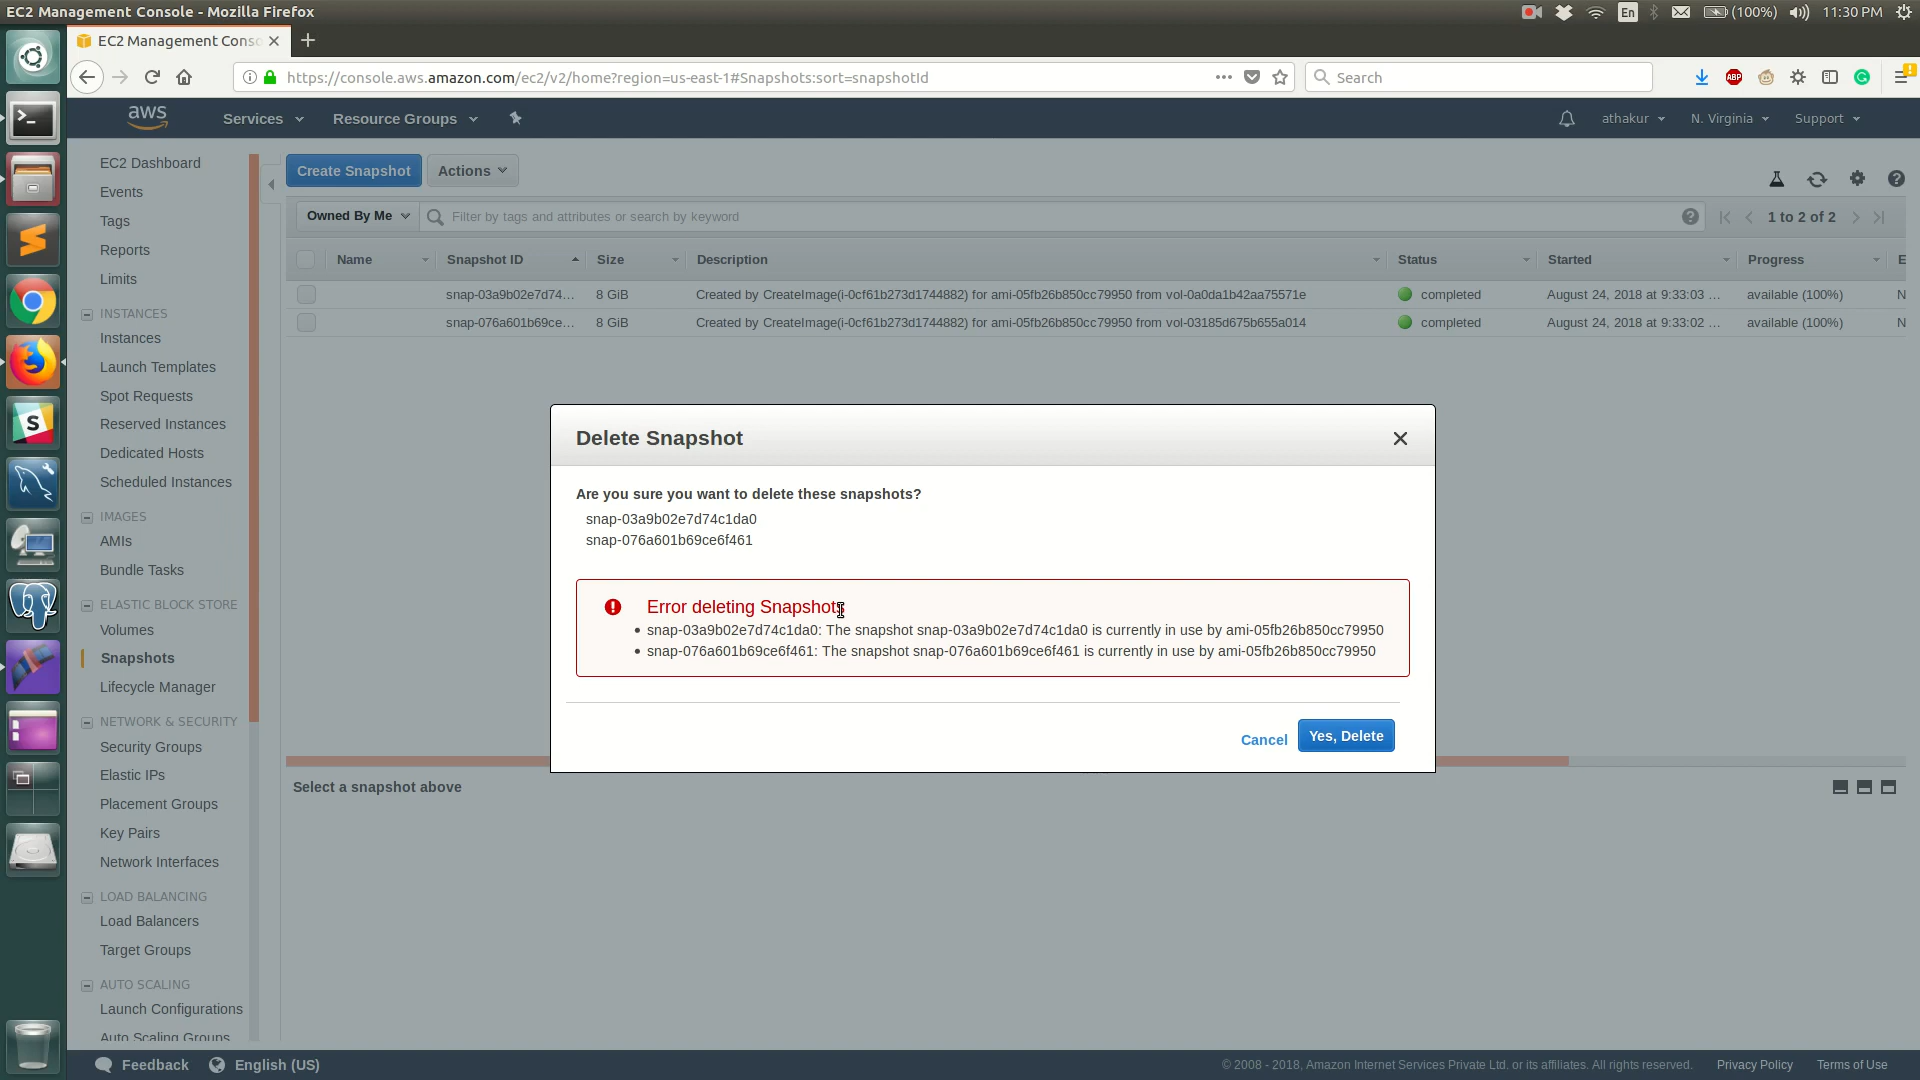 EC2 Management Console - Mozilla Firefox
En
(100%)
11:30 PM
EC2 Management Conso
https://console.aws.amazon.com/ec2/v2/home?region=us-east-1#Snapshots:sort=snapshotId
Search
ABP
aws
Services
Resource Groups
athakur
N. Virginia
Support
EC2 Dashboard
Events
Tags
Reports
Limits
INSTANCES
Instances
Launch Templates
Spot Requests
Reserved Instances
Dedicated Hosts
Scheduled Instances
IMAGES
AMIs
Bundle Tasks
ELASTIC BLOCK STORE
Volumes
Snapshots
Lifecycle Manager
NETWORK & SECURITY
Security Groups
Elastic IPs
Placement Groups
Key Pairs
Network Interfaces
LOAD BALANCING
Load Balancers
Target Groups
AUTO SCALING
Launch Configurations
Auto Scaling Groups
Create Snapshot
Actions
Owned By Me
Filter by tags and attributes or search by keyword
1 to 2 of 2
Name Snapshot ID Size Description Status Started Progress E
snap-03a9b02e7d74... 8 GiB Created by CreateImage(i-0cf61b273d1744882) for ami-05fb26b850cc79950 from vol-0a0da1b42aa75571e completed August 24, 2018 at 9:33:03 ... available (100%) N
snap-076a601b69ce... 8 GiB Created by CreateImage(i-0cf61b273d1744882) for ami-05fb26b850cc79950 from vol-03185d675b655a014 completed August 24, 2018 at 9:33:02 ... available (100%) N
Delete Snapshot
Are you sure you want to delete these snapshots?
snap-03a9b02e7d74c1da0
snap-076a601b69ce6f461
Error deleting Snapshots
• snap-03a9b02e7d74c1da0: The snapshot snap-03a9b02e7d74c1da0 is currently in use by ami-05fb26b850cc79950
• snap-076a601b69ce6f461: The snapshot snap-076a601b69ce6f461 is currently in use by ami-05fb26b850cc79950
Cancel
Yes, Delete
Select a snapshot above
Feedback
English (US)
© 2008 - 2018, Amazon Internet Services Private Ltd. or its affiliates. All rights reserved.
Privacy Policy
Terms of Use